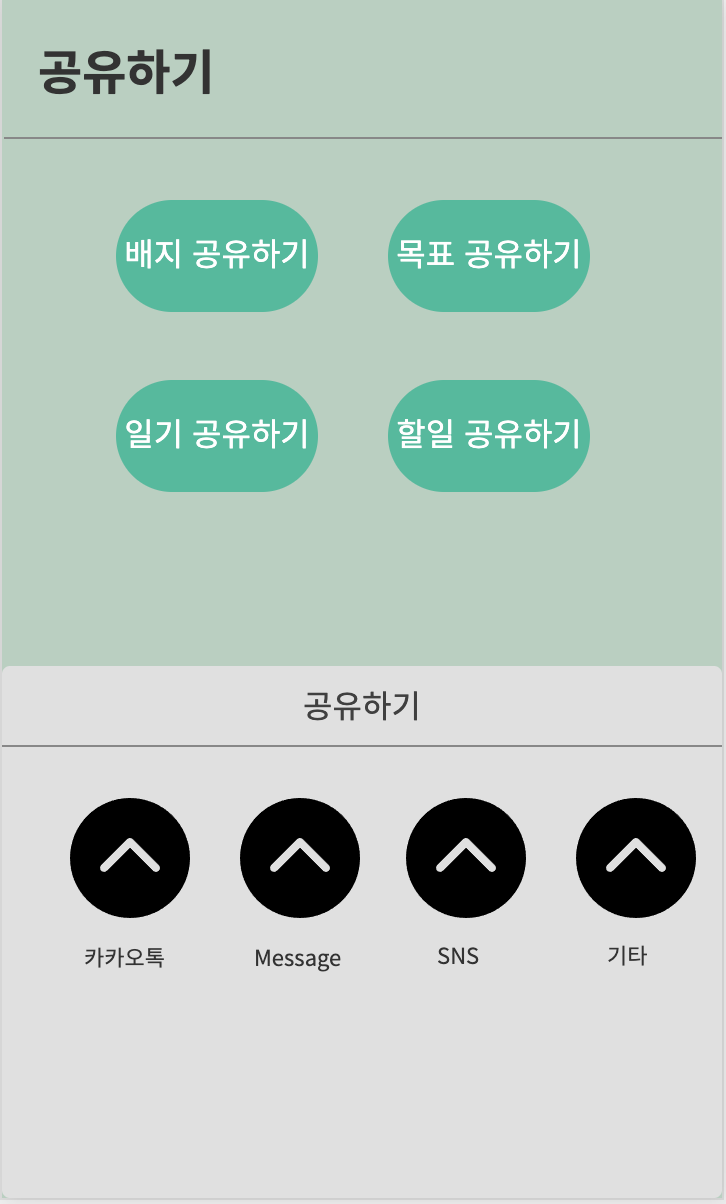 공유하기
배지 공유하기
목표 공유하기
일기 공유하기
할일 공유하기
공유하기
카카오톡
Message
SNS
기타